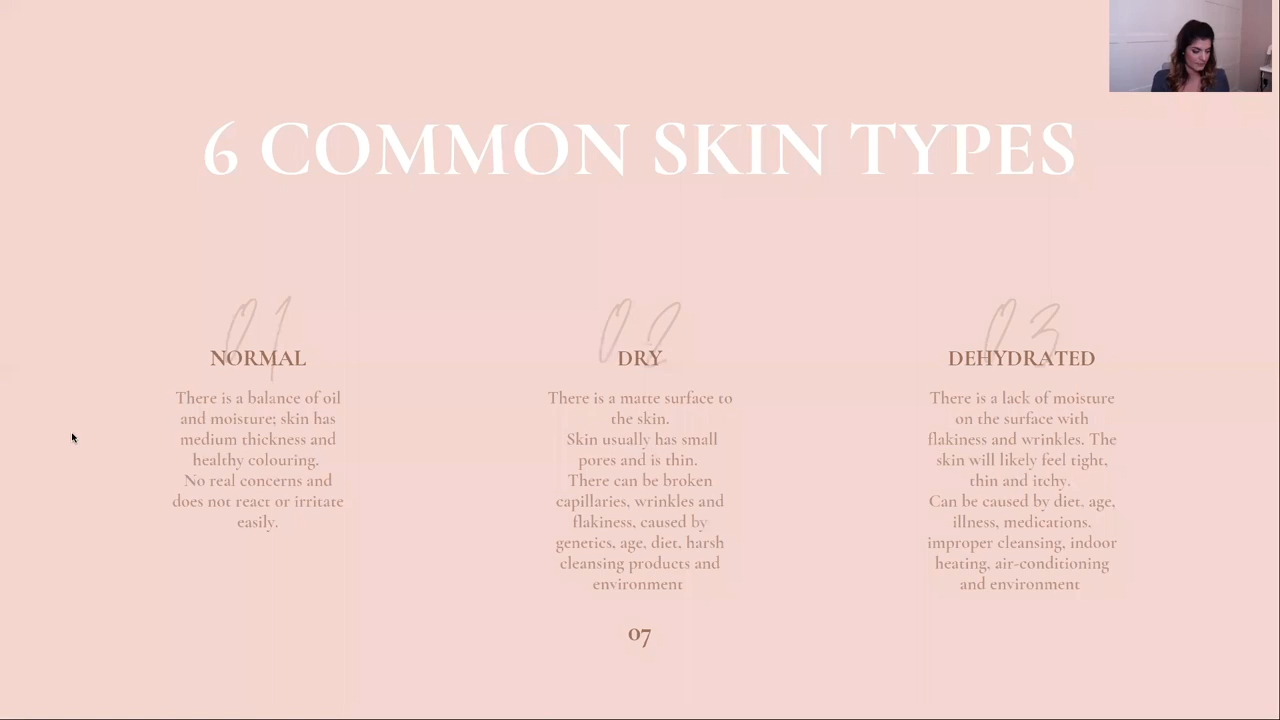 6 COMMON SKIN TYPES
01
NORMAL
There is a balance of oil
and moisture; skin has
medium thickness and
healthy colouring.
No real concerns and
does not react or irritate
easily.
02
DRY
There is a matte surface to
the skin.
Skin usually has small
pores and is thin.
There can be broken
capillaries, wrinkles and
flakiness, caused by
genetics, age, diet, harsh
cleansing products and
environment
03
DEHYDRATED
There is a lack of moisture
on the surface with
flakiness and wrinkles. The
skin will likely feel tight,
thin and itchy.
Can be caused by diet, age,
illness, medications,
improper cleansing, indoor
heating, air-conditioning
and environment
07